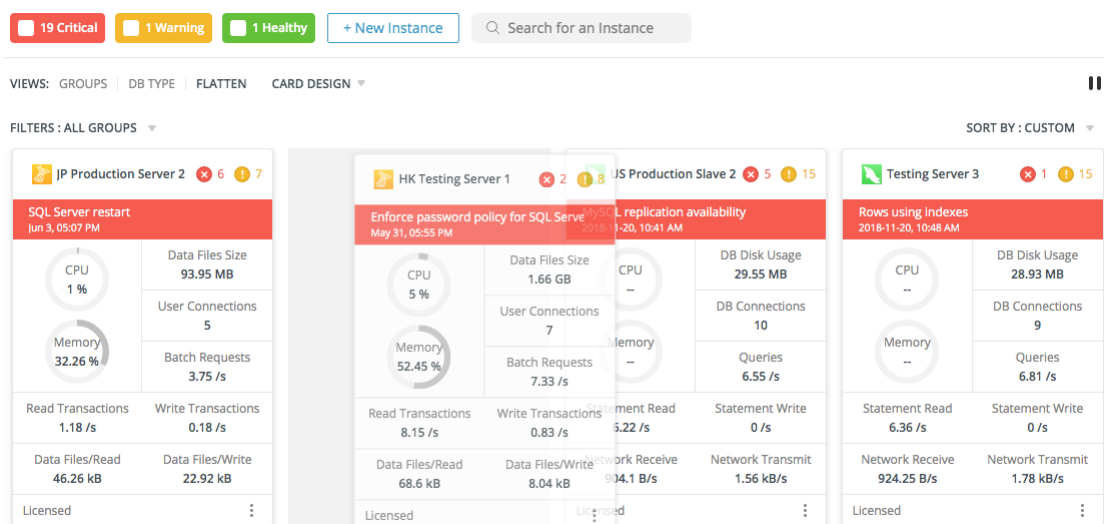 19 Critical
1 Warning
1 Healthy
+ New Instance
Search for an Instance
VIEWS: GROUPS DB TYPE FLATTEN CARD DESIGN
FILTERS : ALL GROUPS
SORT BY : CUSTOM
JP Production Server 2 6 7
SQL Server restart
Jun 3, 05:07 PM
CPU
1 %
Data Files Size
93.95 MB
User Connections
5
Memory
32.26 %
Batch Requests
3.75 /s
Read Transactions
1.18 /s
Write Transactions
0.18 /s
Data Files/Read
46.26 kB
Data Files/Write
22.92 kB
Licensed
HK Testing Server 1 2 8
Enforce password policy for SQL Serve
May 31, 05:55 PM
CPU
5 %
Data Files Size
1.66 GB
User Connections
7
Memory
52.45 %
Batch Requests
7.33 /s
Read Transactions
8.15 /s
Write Transactions
0.83 /s
Data Files/Read
68.6 kB
Data Files/Write
8.04 kB
Licensed
US Production Slave 2 5 15
MySQL replication availability
2018-11-20, 10:41 AM
CPU
--
DB Disk Usage
29.55 MB
DB Connections
10
Memory
--
Queries
6.55 /s
Statement Read
6.22 /s
Statement Write
0 /s
Network Receive
904.1 B/s
Network Transmit
1.56 kB/s
Licensed
Testing Server 3 1 15
Rows using indexes
2018-11-20, 10:48 AM
CPU
--
DB Disk Usage
28.93 MB
DB Connections
9
Memory
--
Queries
6.81 /s
Statement Read
6.36 /s
Statement Write
0 /s
Network Receive
924.25 B/s
Network Transmit
1.78 kB/s
Licensed